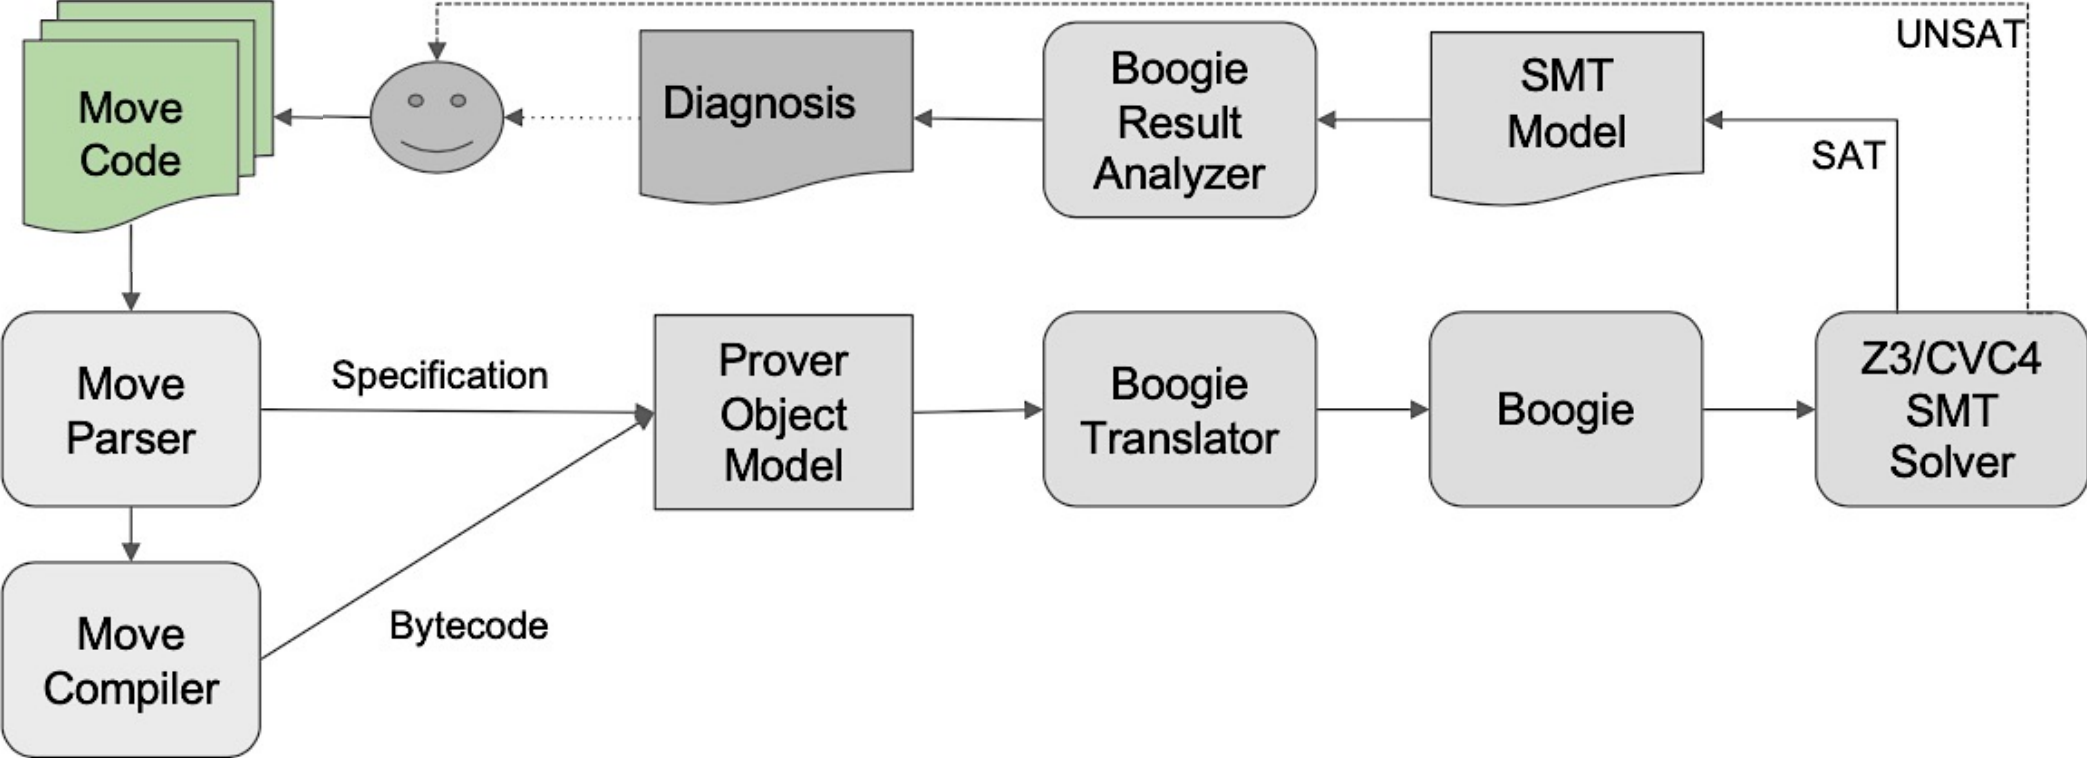 Move
Code
Diagnosis
Boogie
Result
Analyzer
SMT
Model
UNSAT
SAT
Move
Parser
Specification
Prover
Object
Model
Boogie
Translator
Boogie
Z3/CVC4
SMT
Solver
Move
Compiler
Bytecode